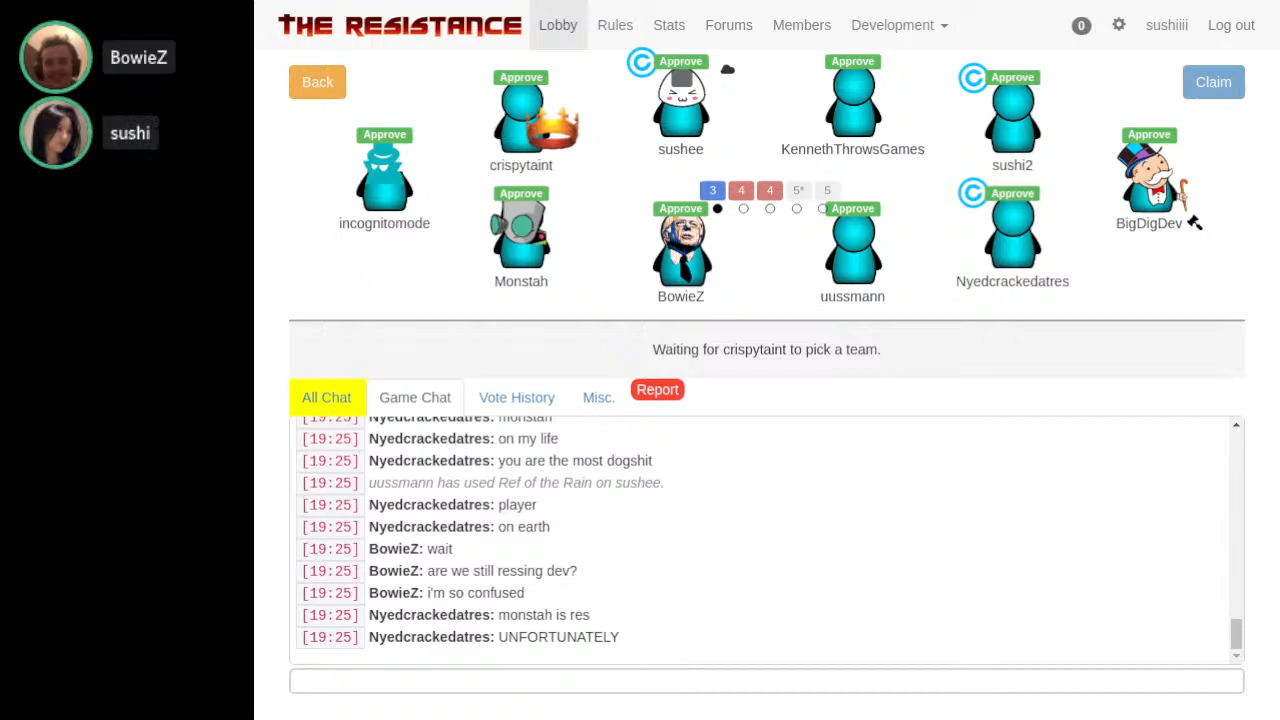 BowieZ
sushi
THE RESISTANCE
Lobby Rules Stats Forums Members Development 0 sushiiii Log out
Back
Claim
Approve
incognitomode
Approve
crispytaint
Approve
Monstah
C Approve
sushee
Approve
KennethThrowsGames
C Approve
sushi2
Approve
BigDigDev
3 4 4 5* 5
Approve
BowieZ
Approve
uussmann
C Approve
Nyedcrackedatres
Waiting for crispytaint to pick a team.
All Chat Game Chat Vote History Misc. Report
[19:25] Nyedcrackedatres: monstah
[19:25] Nyedcrackedatres: on my life
[19:25] Nyedcrackedatres: you are the most dogshit
[19:25] uussmann has used Ref of the Rain on sushee.
[19:25] Nyedcrackedatres: player
[19:25] Nyedcrackedatres: on earth
[19:25] BowieZ: wait
[19:25] BowieZ: are we still ressing dev?
[19:25] BowieZ: i'm so confused
[19:25] Nyedcrackedatres: monstah is res
[19:25] Nyedcrackedatres: UNFORTUNATELY